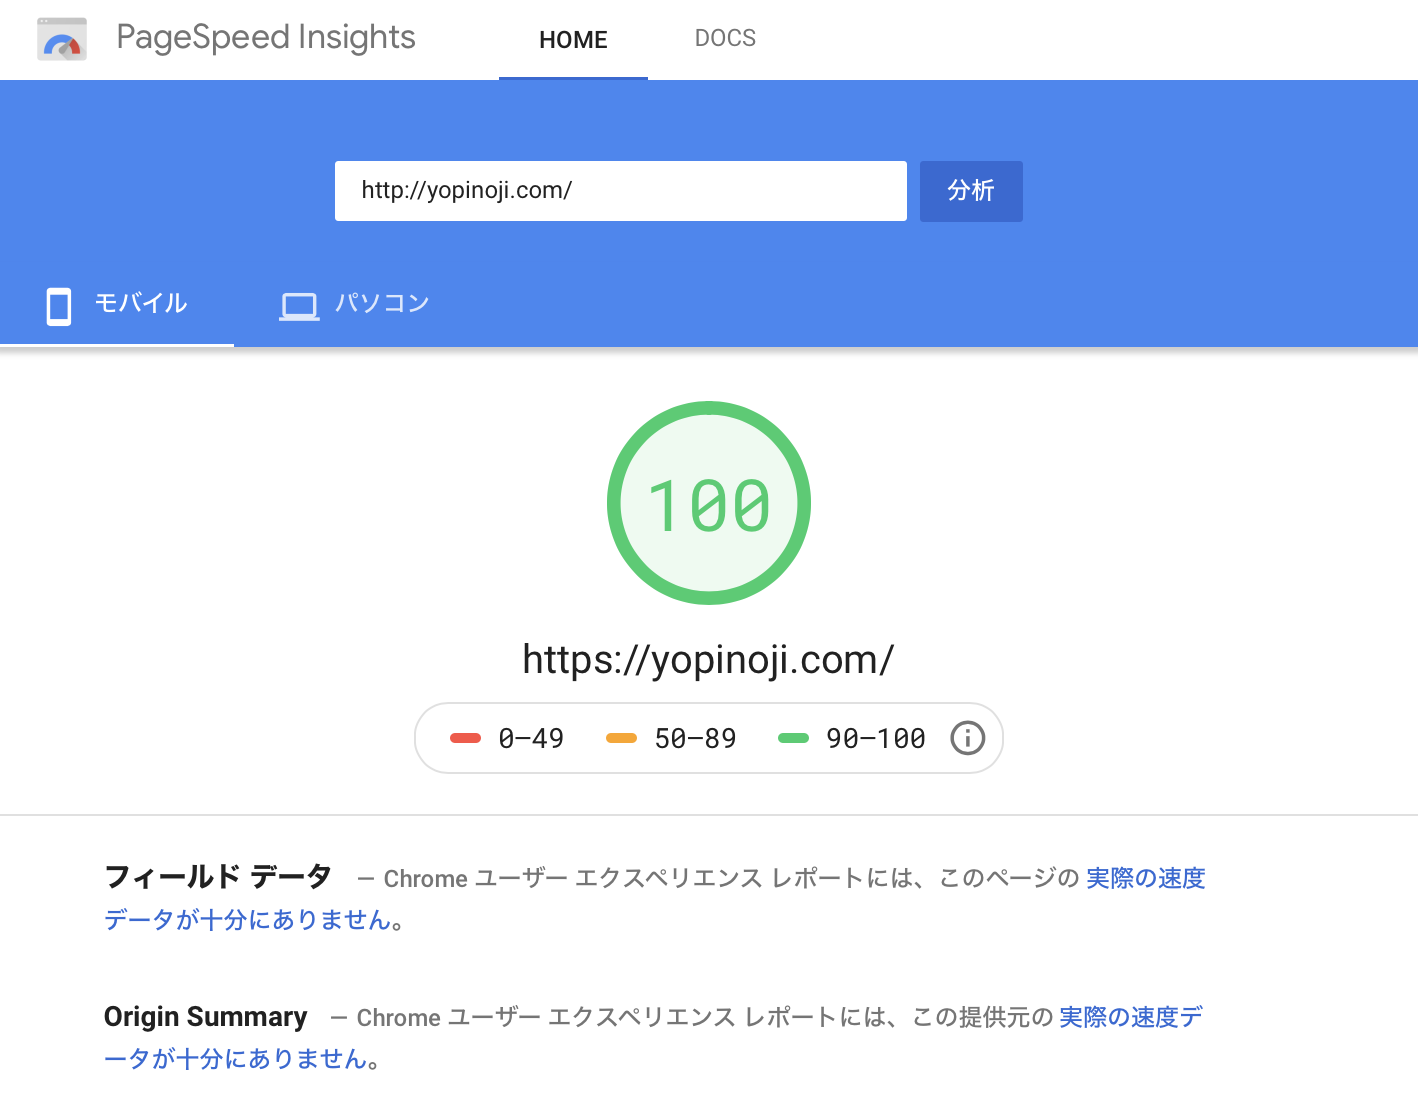 PageSpeed Insights
HOME
DOCS
http://yopinoji.com/
分析
モバイル
パソコン
100
https://yopinoji.com/
0–49
50–89
90–100
フィールド データ — Chrome ユーザー エクスペリエンス レポートには、このページの 実際の速度
データが十分にありません。
Origin Summary — Chrome ユーザー エクスペリエンス レポートには、この提供元の 実際の速度デ
ータが十分にありません。